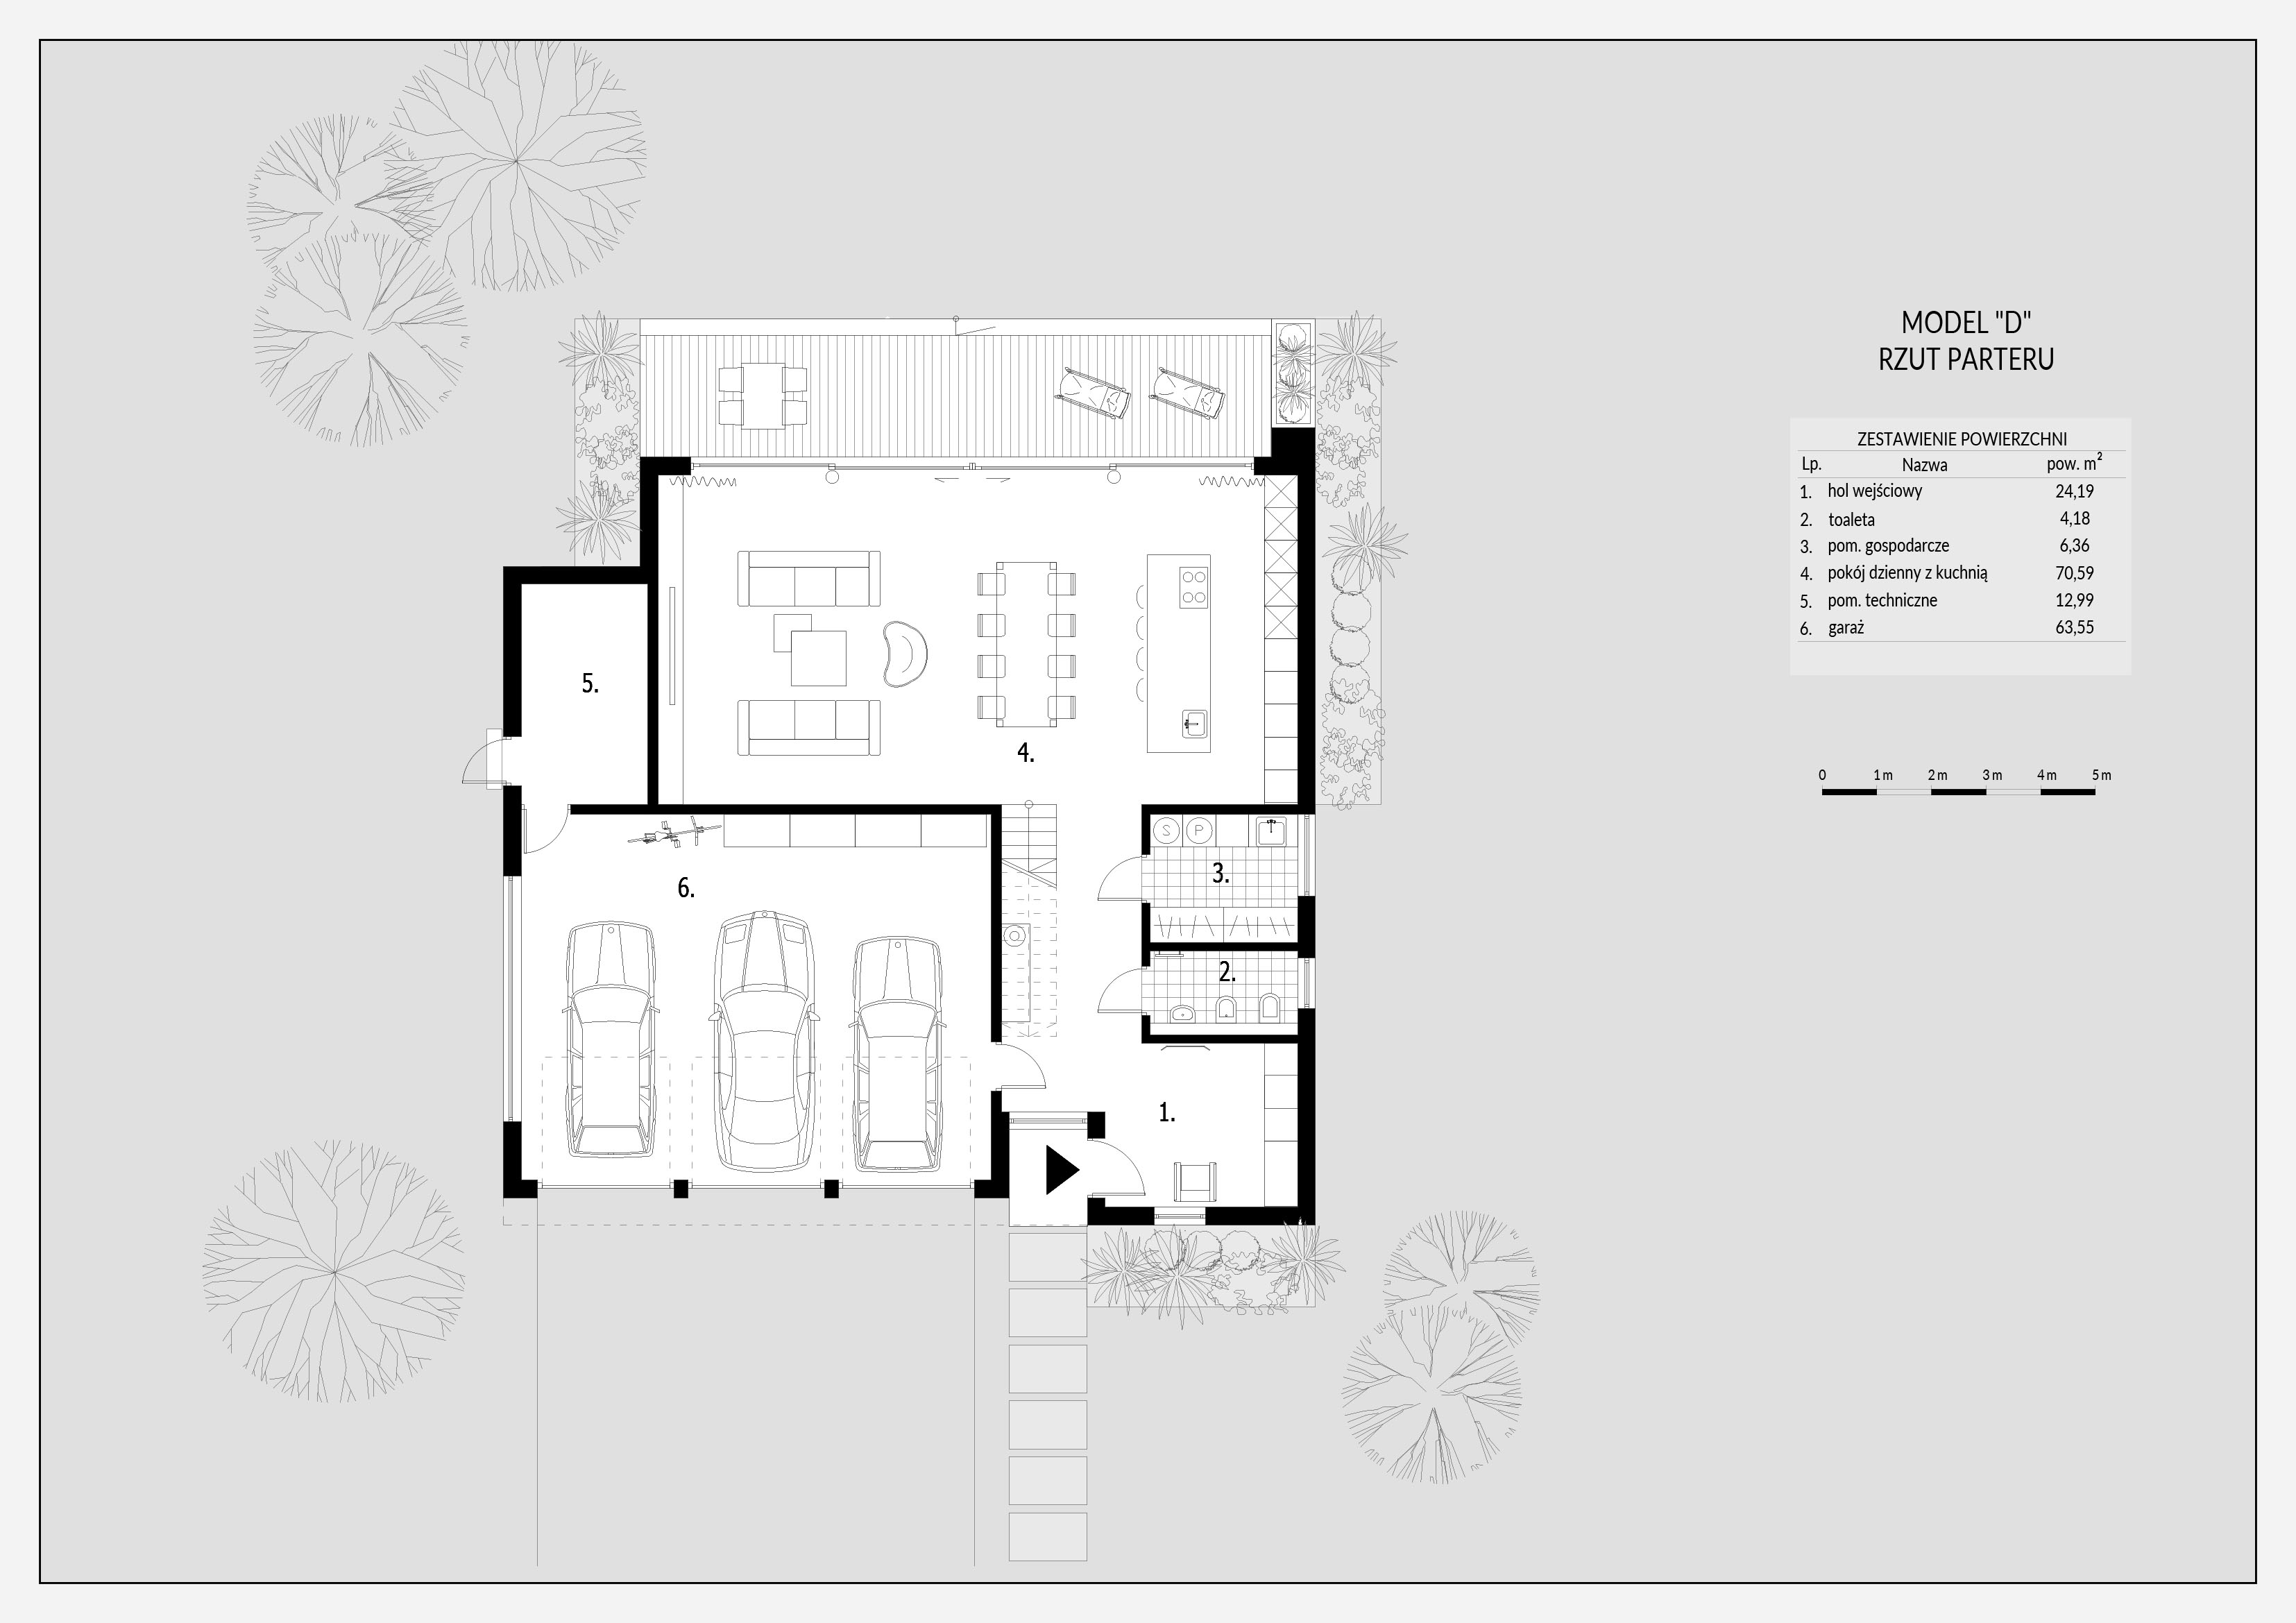 MODEL "D"
RZUT PARTERU
ZESTAWIENIE POWIERZCHNI
Lp. Nazwa pow. m²
1. hol wejściowy 24,19
2. toaleta 4,18
3. pom. gospodarcze 6,36
4. pokój dzienny z kuchnią 70,59
5. pom. techniczne 12,99
6. garaż 63,55
0 1 m 2 m 3 m 4 m 5 m
5.
4.
S P
3.
6.
2.
1.